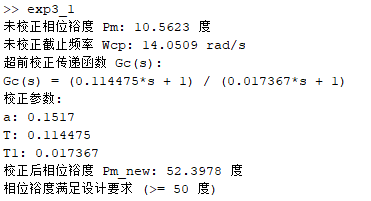 >> exp3_1
未校正相位裕度 Pm: 10.5623 度
未校正截止频率 Wcp: 14.0509 rad/s
超前校正传递函数 Gc(s):
Gc(s) = (0.114475*s + 1) / (0.017367*s + 1)
校正参数:
a: 0.1517
T: 0.114475
T1: 0.017367
校正后相位裕度 Pm_new: 52.3978 度
相位裕度满足设计要求 (>= 50 度)